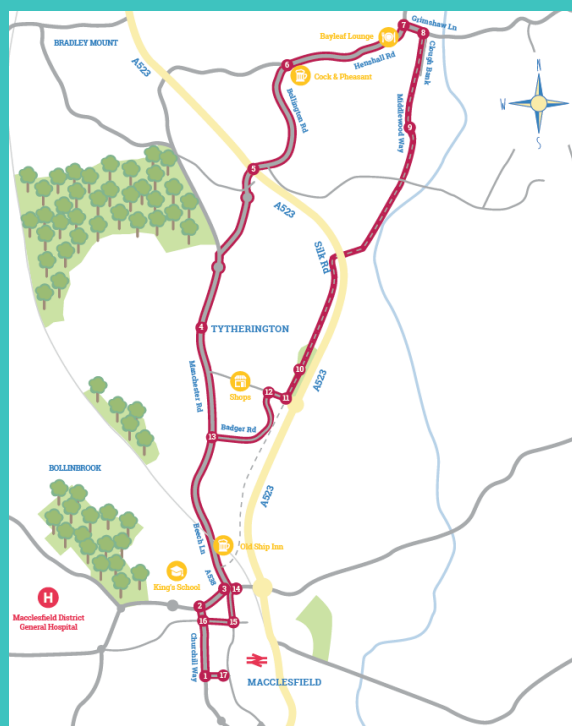 BRADLEY MOUNT
A523
Bayleaf Lounge
7
Grimshaw Ln
8
Clough Bank
6
Henshall Rd
Cock & Pheasant
Bollington Rd
Middlewood Way
9
N
W
E
S
5
A523
Silk Rd
4
TYTHERINGTON
Manchester Rd
10
A523
Shops
12
11
Badger Rd
13
BOLLINBROOK
A523
Beech Ln
Old Ship Inn
A538
King's School
3
14
H
Macclesfield District
General Hospital
2
16
15
Churchill Way
1
17
MACCLESFIELD